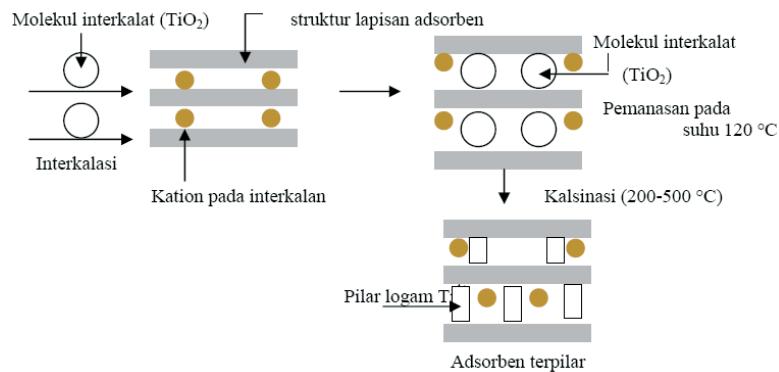 Molekul interkalat (TiO2)
struktur lapisan adsorben
Interkalasi
Kation pada interkalan
Molekul interkalat
(TiO2)
Pemanasan pada
suhu 120 °C
Kalsinasi (200-500 °C)
Pilar logam
Adsorben terpilar